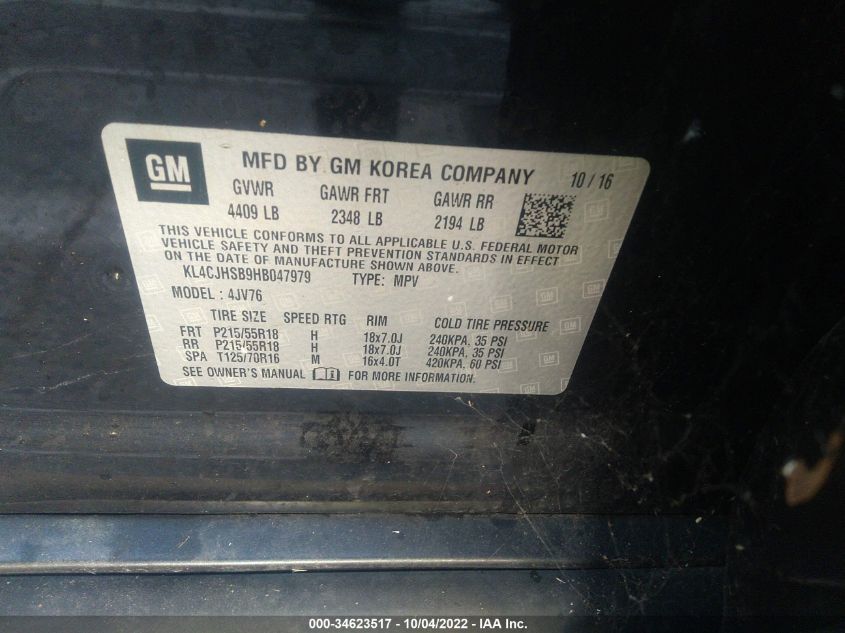 GM
MFD BY GM KOREA COMPANY 10 / 16
GVWR GAWR FRT GAWR RR
4409 LB 2348 LB 2194 LB
THIS VEHICLE CONFORMS TO ALL APPLICABLE U.S. FEDERAL MOTOR
VEHICLE SAFETY AND THEFT PREVENTION STANDARDS IN EFFECT
ON THE DATE OF MANUFACTURE SHOWN ABOVE.
KL4CJHSB9HB047979 TYPE: MPV
MODEL : 4JV76
TIRE SIZE SPEED RTG RIM COLD TIRE PRESSURE
FRT P215/55R18 H 18x7.0J 240KPA, 35 PSI
RR P215/55R18 H 18x7.0J 240KPA, 35 PSI
SPA T125/70R16 M 16x4.0T 420KPA, 60 PSI
SEE OWNER'S MANUAL FOR MORE INFORMATION.
000-34623517 - 10/04/2022 - IAA Inc.